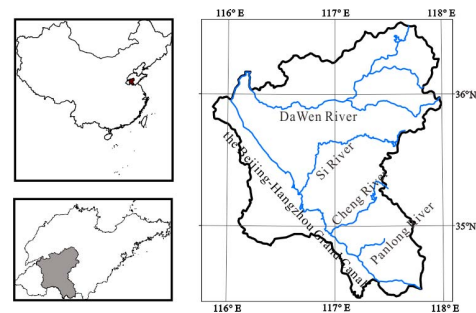 116°E
117°E
118°E
36°N
DaWen River
Si River
the Beijing-Hangzhou Grand Canal
Cheng River
35°N
Panlong River
116°E
117°E
118°E